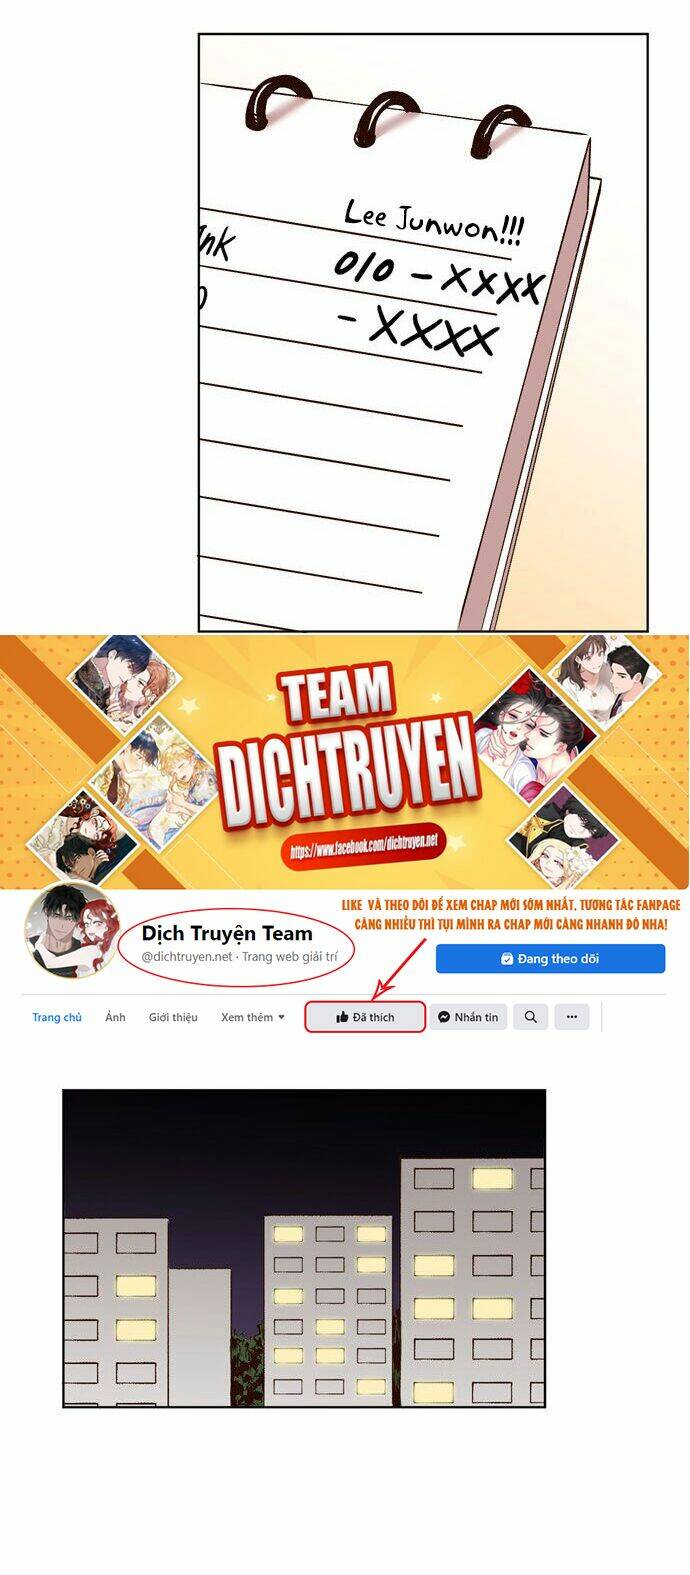 Lee Junwon!!!
010 - XXXX
- XXXX
TEAM
DICHTRUYEN
https://www.facebook.com/dichtruyen.net
LIKE VÀ THEO DÕI ĐỂ XEM CHAP MỚI SỚM NHẤT, TƯƠNG TÁC FANPAGE
CÀNG NHIỀU THÌ TỤI MÌNH RA CHAP MỚI CÀNG NHANH ĐÓ NHA!
Dịch Truyện Team
@dichtruyen.net · Trang web giải trí
Đang theo dõi
Trang chủ Ảnh Giới thiệu Xem thêm Đã thích Nhắn tin